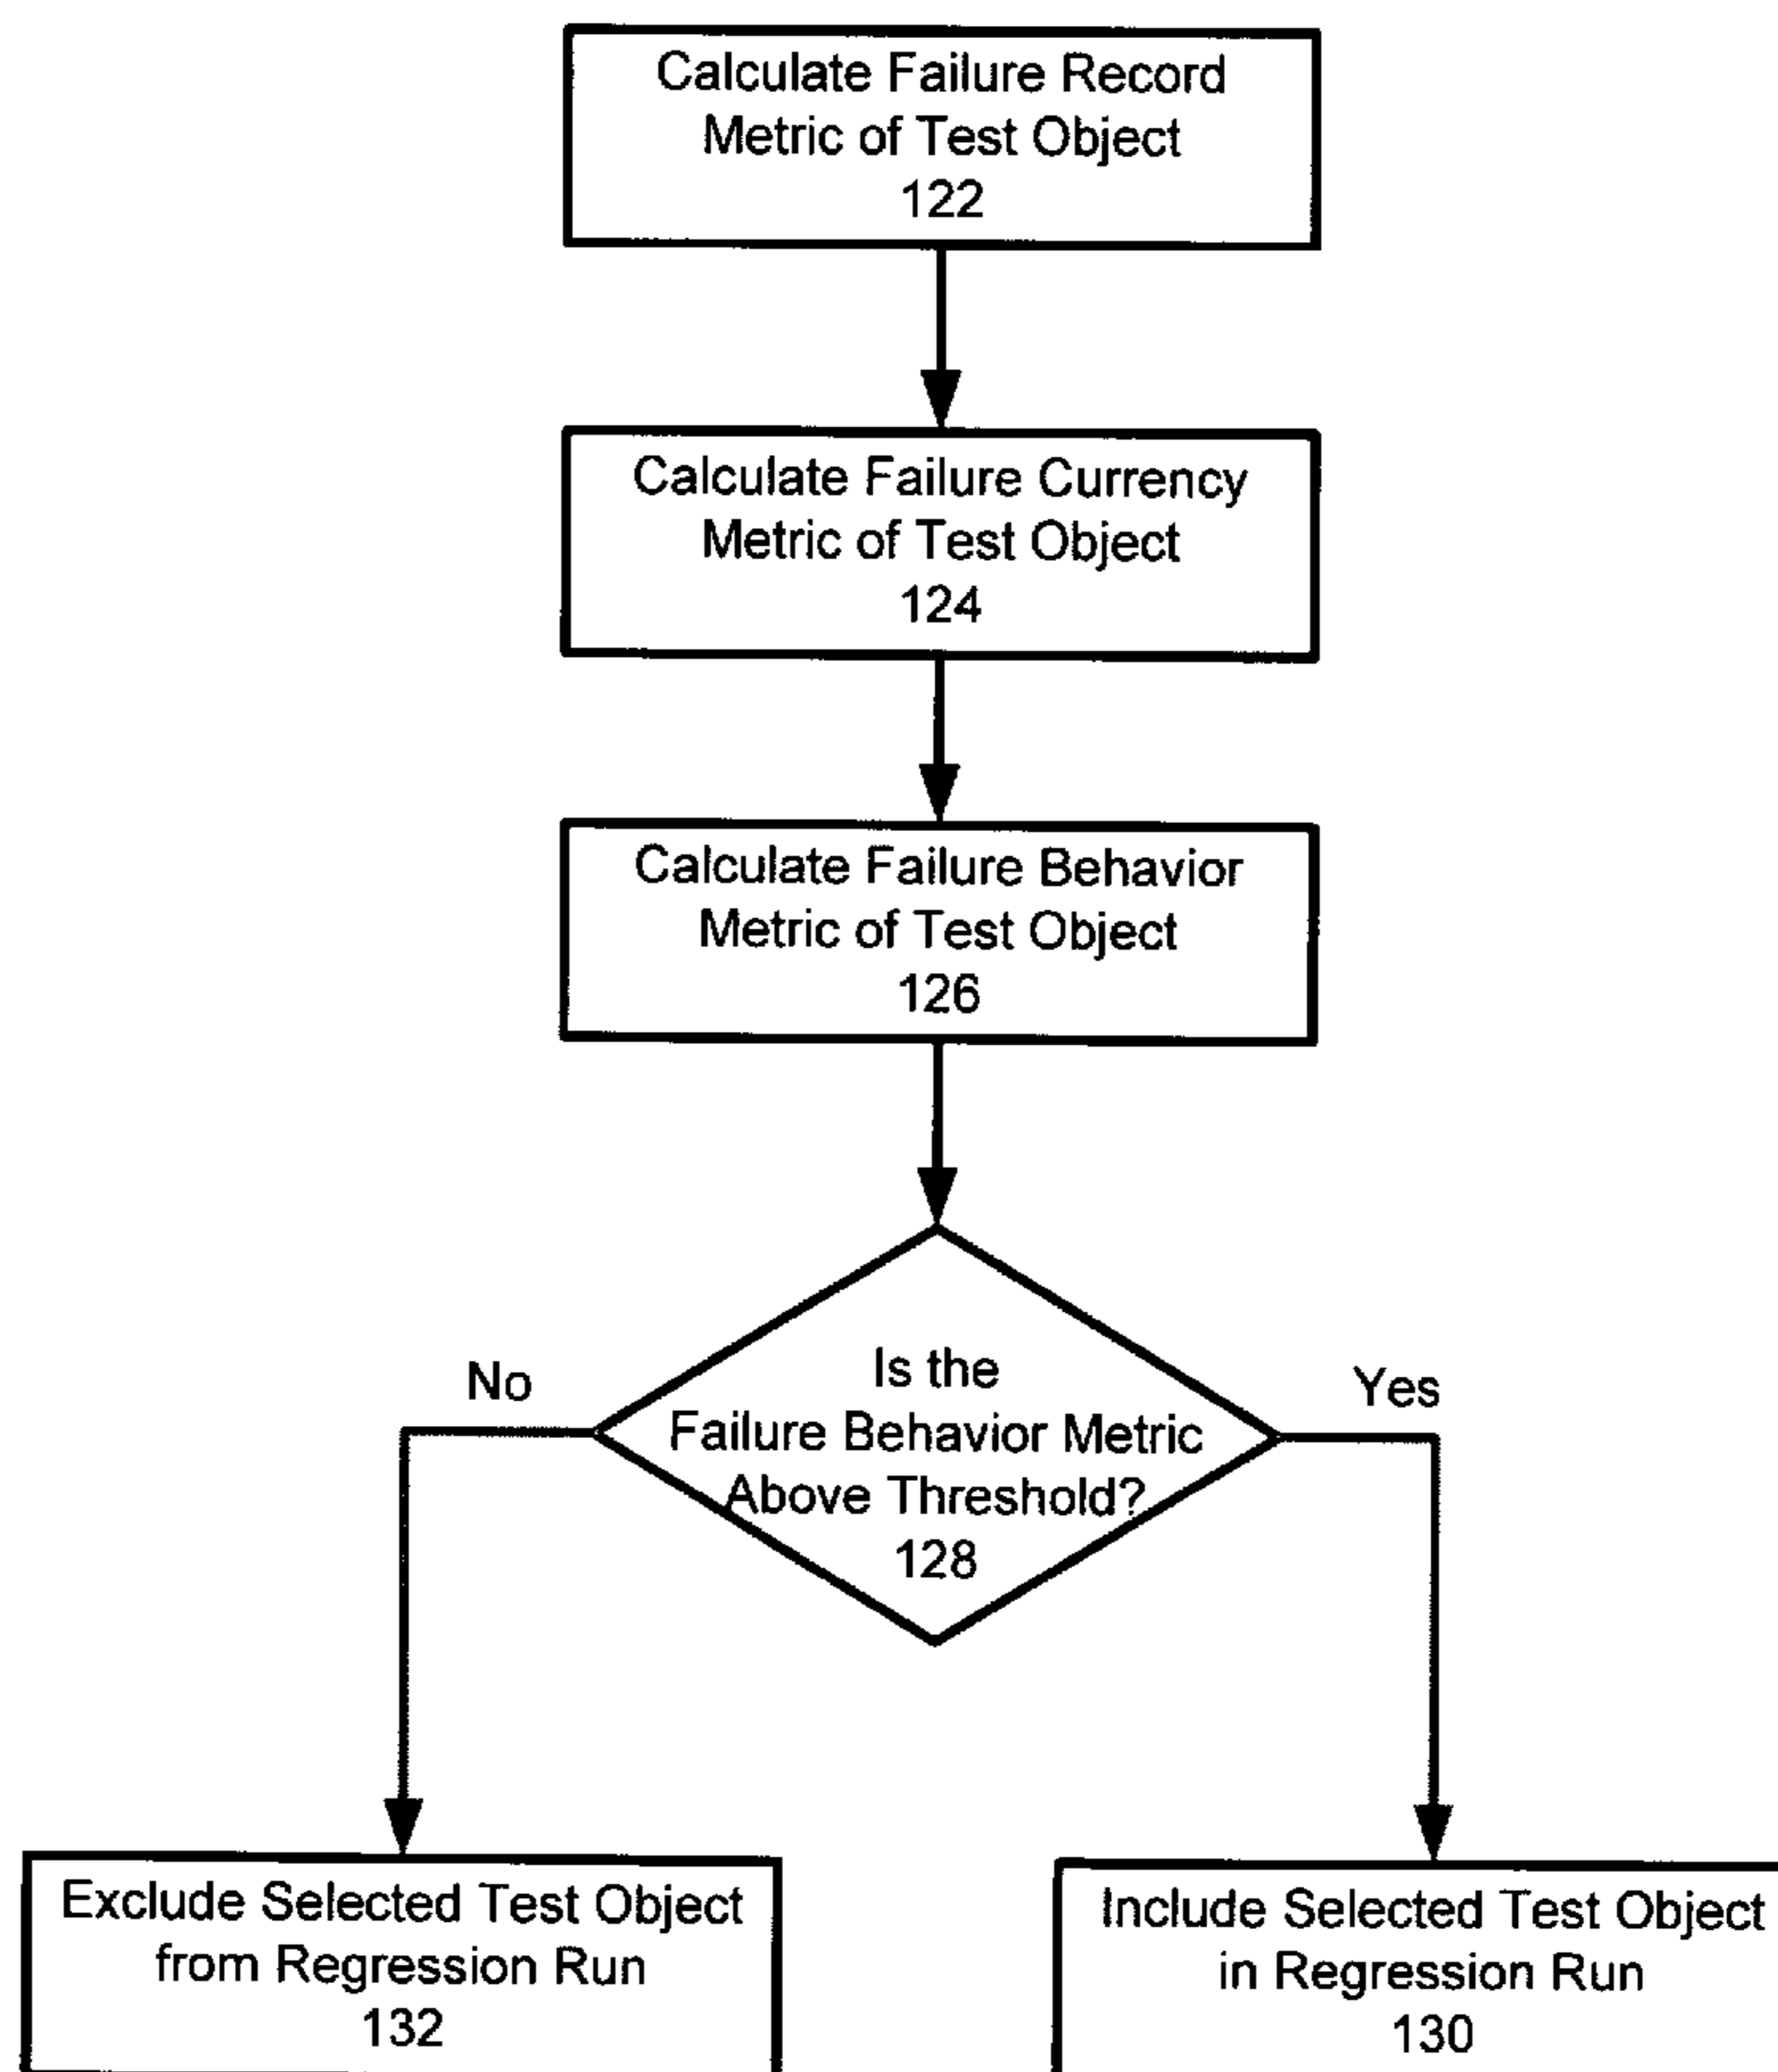 Calculate Failure Record
Metric of Test Object
122
Calculate Failure Currency
Metric of Test Object
124
Calculate Failure Behavior
Metric of Test Object
126
Is the
Failure Behavior Metric
Above Threshold?
128
No
Yes
Exclude Selected Test Object
from Regression Run
132
Include Selected Test Object
in Regression Run
130